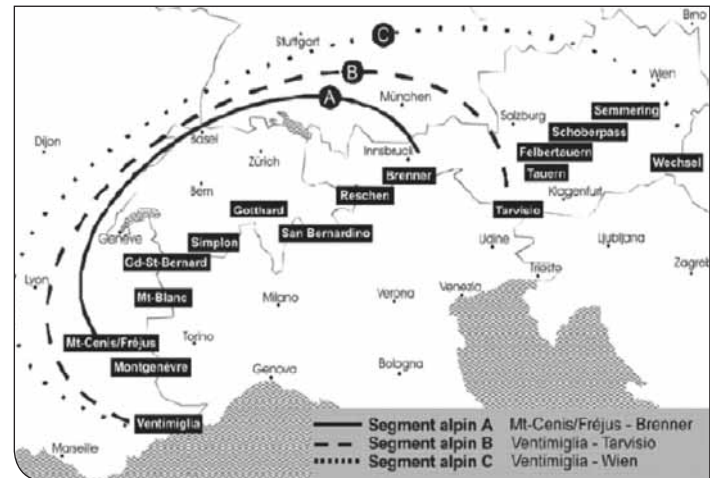 Brno
C
Stuttgart
Wien
B
A
München
Salzburg
Semmering
Schoberpass
Dijon
Basel
Zürich
Innsbruck
Felbertauern
Wechsel
Brenner
Tauern
Bern
Reschen
Klagenfurt
Gotthard
Tarvisio
Genève
Simplon
San Bernardino
Udine
Ljubljana
Gd-St-Bernard
Trieste
Zagreb
Lyon
Mt-Blanc
Milano
Verona
Venezia
Mt-Cenis/Fréjus
Torino
Montgenèvre
Genova
Bologna
Ventimiglia
Marseille
Segment alpin A Mt-Cenis/Fréjus - Brenner
Segment alpin B Ventimiglia - Tarvisio
Segment alpin C Ventimiglia - Wien